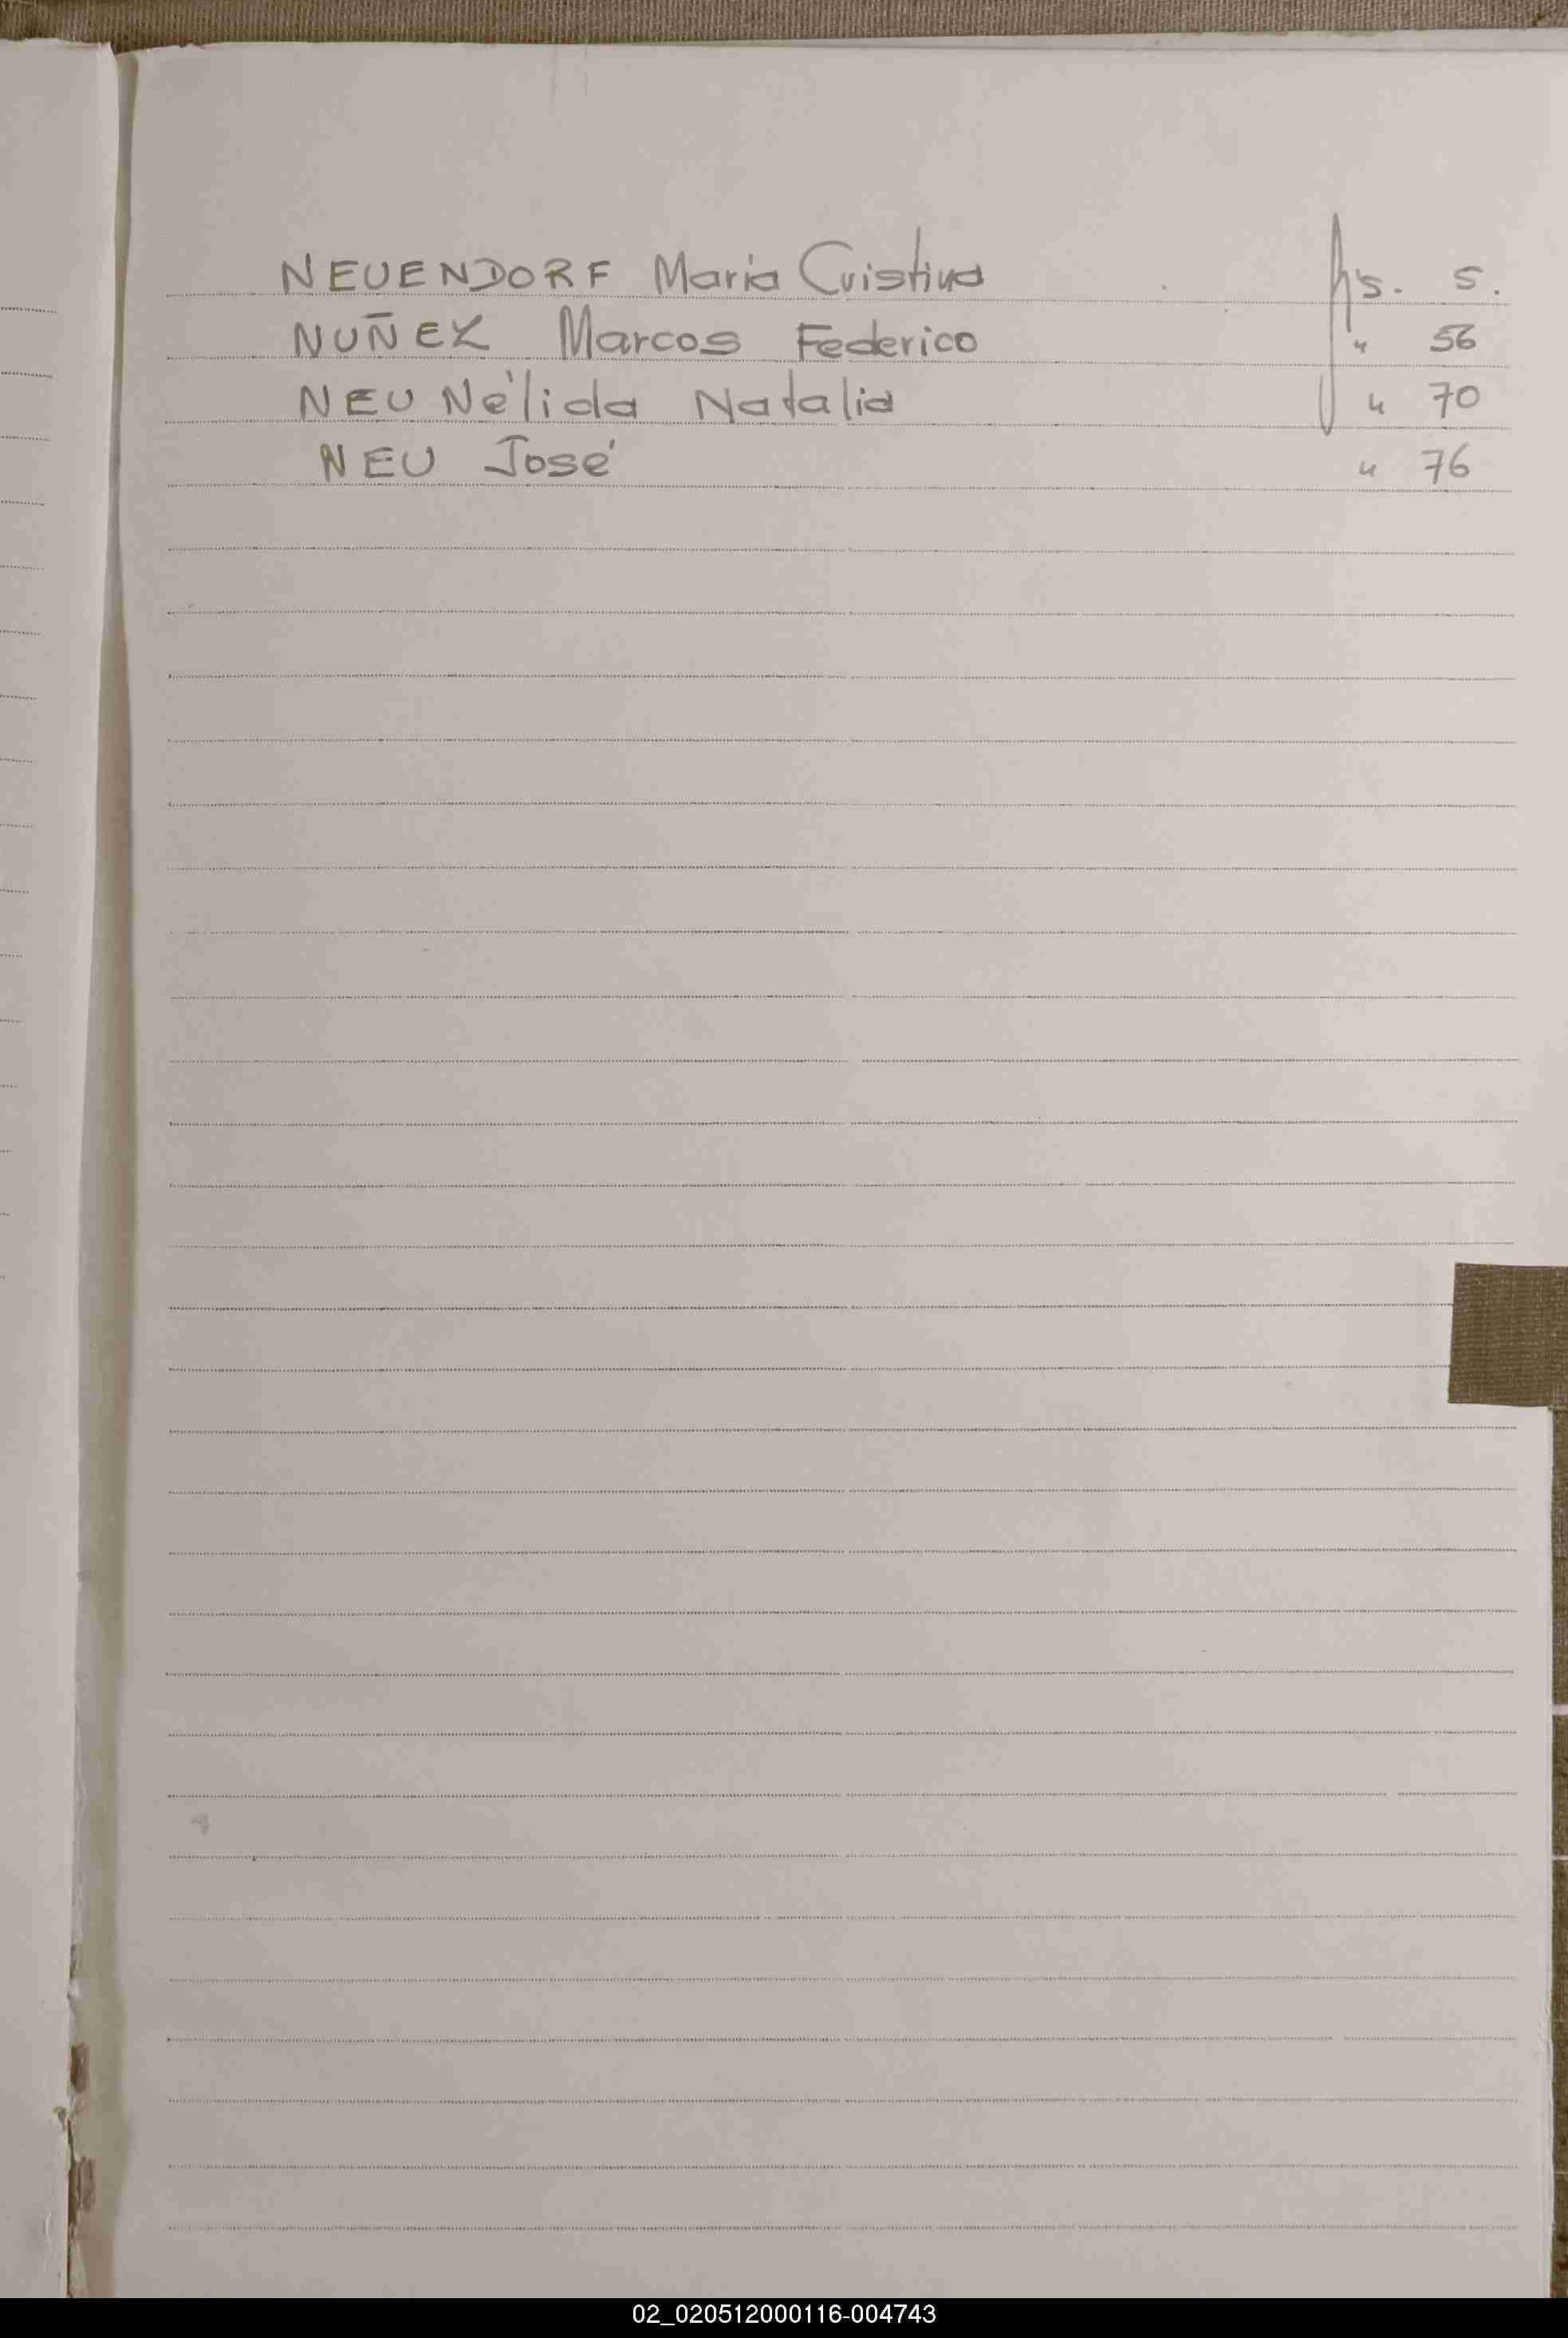 NEUENDORF Maria Cristina fs. 5.
NUÑEZ Marcos Federico " 56
NEU Nélida Natalia " 70
NEU José " 76
02_020512000116-004743